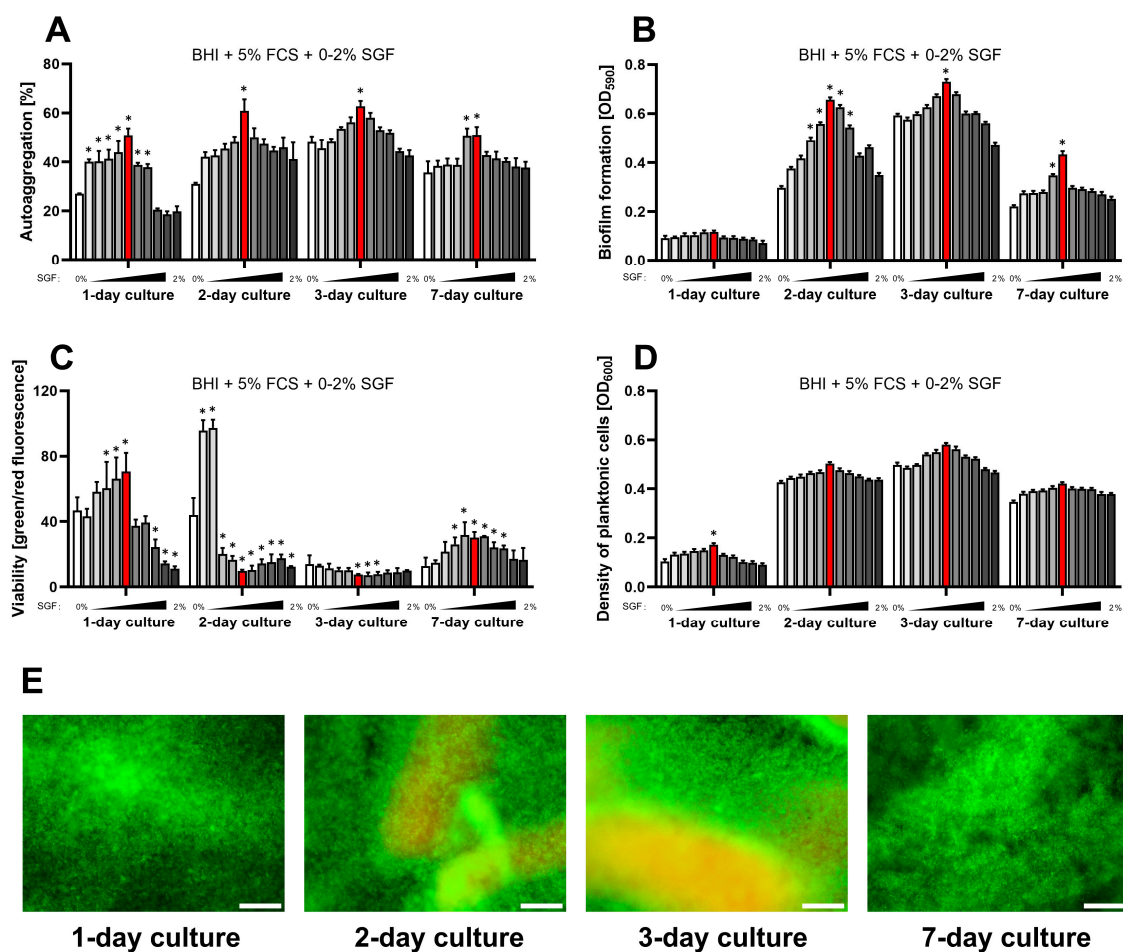 A
BHI + 5% FCS + 0-2% SGF
Autoaggregation [%]
80
60
40
20
0
SGF: 0% 2% 0% 2% 0% 2% 0% 2%
1-day culture 2-day culture 3-day culture 7-day culture
B
BHI + 5% FCS + 0-2% SGF
Biofilm formation [OD590]
0.8
0.6
0.4
0.2
0.0
SGF: 0% 2% 0% 2% 0% 2% 0% 2%
1-day culture 2-day culture 3-day culture 7-day culture
C
BHI + 5% FCS + 0-2% SGF
Viability [green/red fluorescence]
120
80
40
0
SGF: 0% 2% 0% 2% 0% 2% 0% 2%
1-day culture 2-day culture 3-day culture 7-day culture
D
BHI + 5% FCS + 0-2% SGF
Density of planktonic cells [OD600]
0.8
0.6
0.4
0.2
0.0
SGF: 0% 2% 0% 2% 0% 2% 0% 2%
1-day culture 2-day culture 3-day culture 7-day culture
E
1-day culture 2-day culture 3-day culture 7-day culture